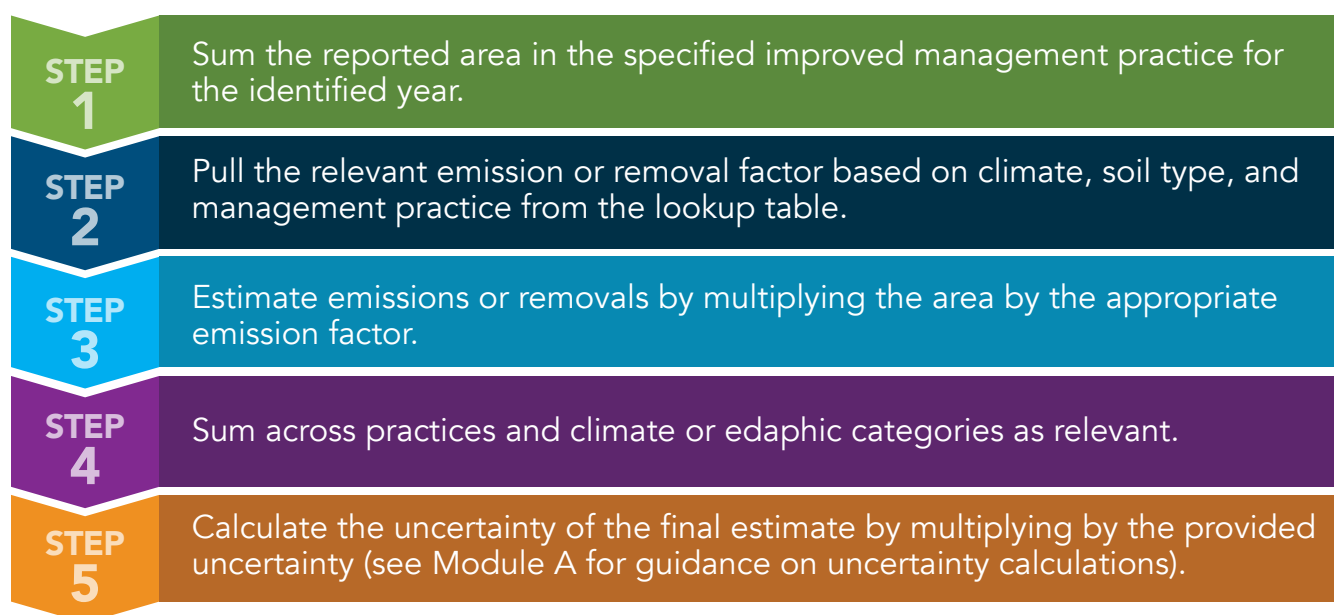 STEP
1
Sum the reported area in the specified improved management practice for
the identified year.
STEP
2
Pull the relevant emission or removal factor based on climate, soil type, and
management practice from the lookup table.
STEP
3
Estimate emissions or removals by multiplying the area by the appropriate
emission factor.
STEP
4
Sum across practices and climate or edaphic categories as relevant.
STEP
5
Calculate the uncertainty of the final estimate by multiplying by the provided
uncertainty (see Module A for guidance on uncertainty calculations).